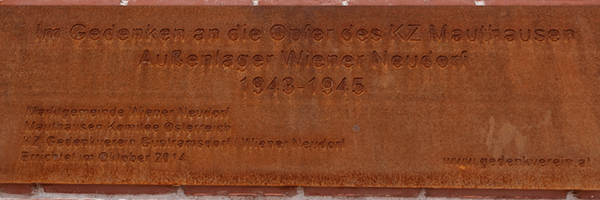 Im Gedenken an die Opfer des KZ Mauthausen
Außenlager Wiener Neudorf
1943-1945
Marktgemeinde Wiener Neudorf
Mauthausen Komitee Österreich
KZ Gedenkverein Guntramsdorf / Wiener Neudorf
Errichtet im Oktober 2014
www.gedenkverein.at